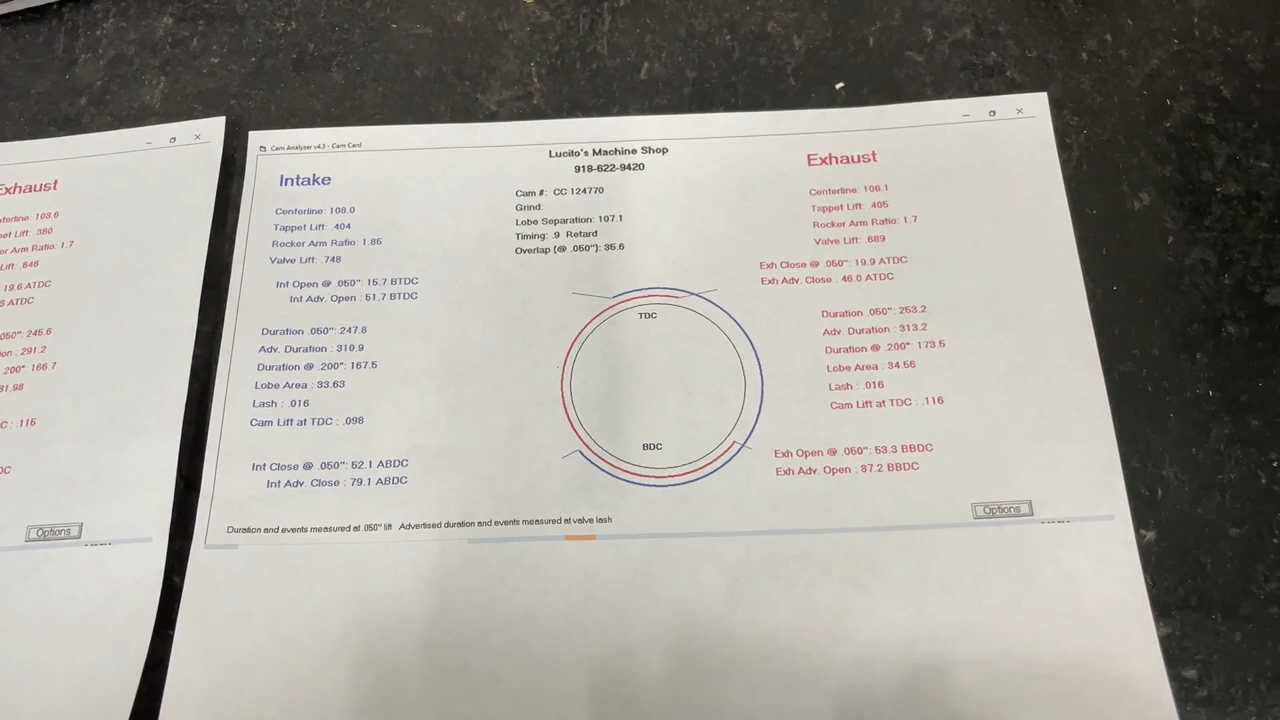 Exhaust
Centerline: 103.6
Tappet Lift: .380
Rocker Arm Ratio: 1.7
Lift: .646
19.6 ATDC
ATDC
.050": 245.6
: 291.2
.200": 166.7
31.98
: .115
Options
Cam Analyzer v4.3 - Cam Card
Lucito's Machine Shop
918-622-9420
Cam #: CC 124770
Grind:
Lobe Separation: 107.1
Timing: .9 Retard
Overlap (@ .050"): 35.6
Intake
Centerline: 108.0
Tappet Lift: .404
Rocker Arm Ratio: 1.85
Valve Lift: .748
Int Open @ .050": 15.7 BTDC
Int Adv. Open : 51.7 BTDC
Duration .050": 247.8
Adv. Duration : 310.9
Duration @ .200": 167.5
Lobe Area : 33.63
Lash : .016
Cam Lift at TDC : .098
Int Close @ .050": 52.1 ABDC
Int Adv. Close : 79.1 ABDC
TDC
BDC
Exhaust
Centerline: 106.1
Tappet Lift: .405
Rocker Arm Ratio: 1.7
Valve Lift: .689
Exh Close @ .050": 19.9 ATDC
Exh Adv. Close : 46.0 ATDC
Duration .050": 253.2
Adv. Duration : 313.2
Duration @ .200": 173.5
Lobe Area : 34.56
Lash : .016
Cam Lift at TDC : .116
Exh Open @ .050": 53.3 BBDC
Exh Adv. Open : 87.2 BBDC
Options
Duration and events measured at .050" lift Advertised duration and events measured at valve lash